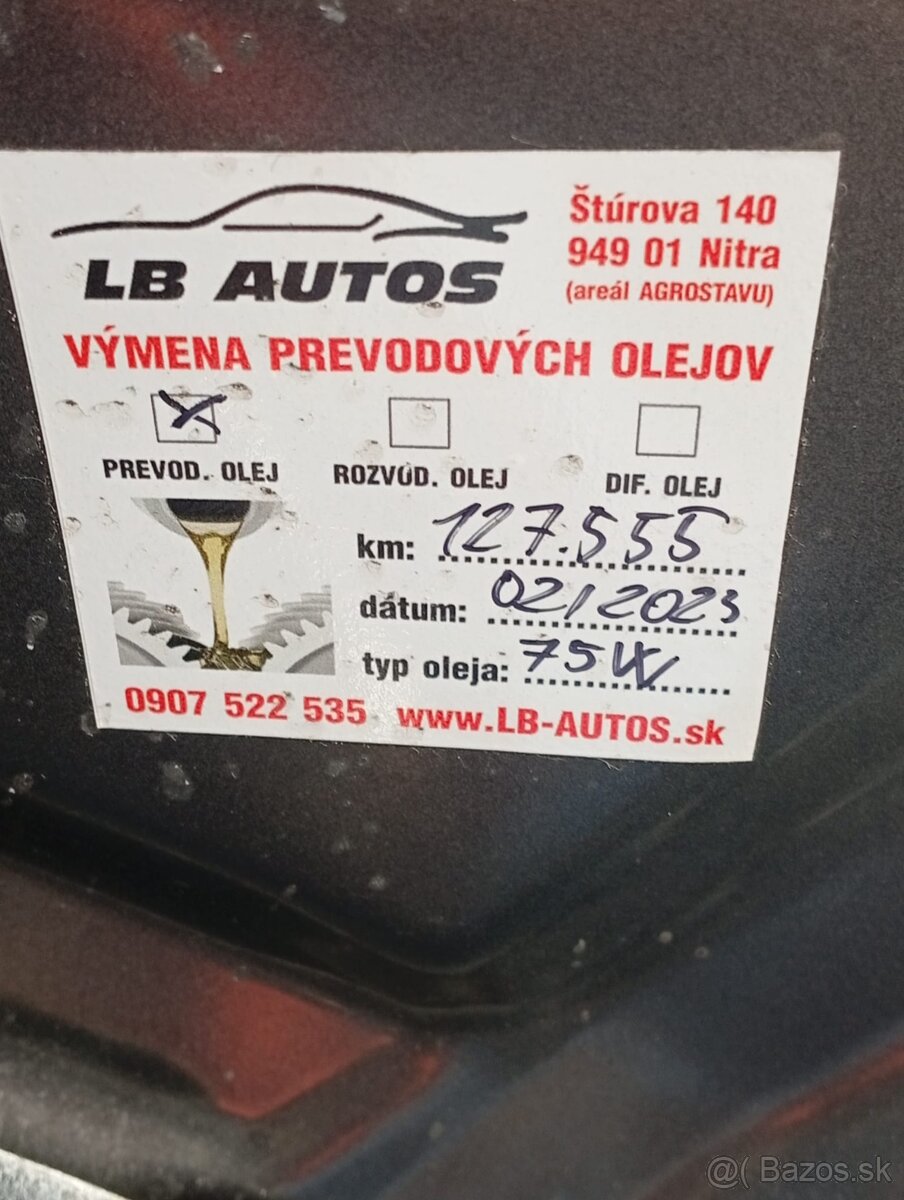 LB AUTOS
Štúrova 140
949 01 Nitra
(areál AGROSTAVU)
VÝMENA PREVODOVÝCH OLEJOV
PREVOD. OLEJ ROZVOD. OLEJ DIF. OLEJ
km: 127.555
dátum: 02/2023
typ oleja: 75W
0907 522 535 www.LB-AUTOS.sk
@( Bazos.sk